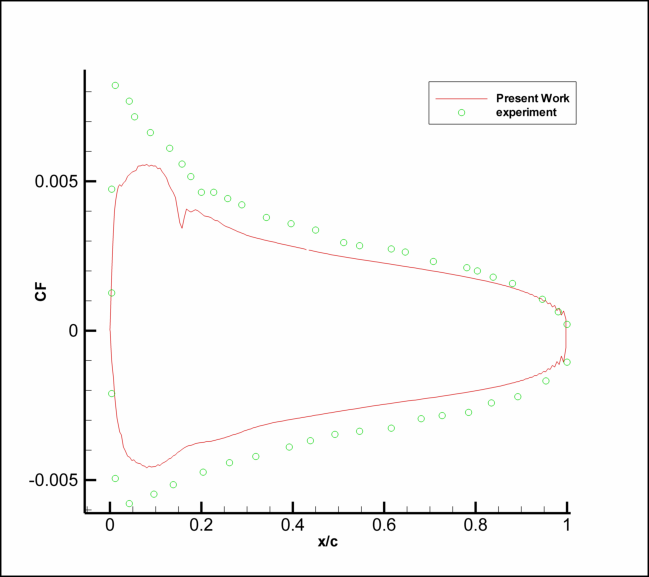 Present Work
experiment
0.005
CF
0
-0.005
0 0.2 0.4 0.6 0.8 1
x/c